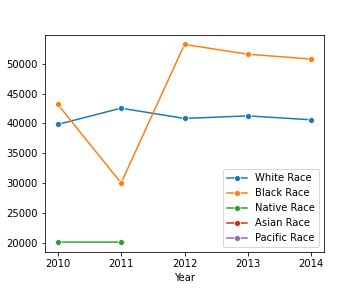 50000
45000
40000
35000
30000
25000
20000
White Race
Black Race
Native Race
Asian Race
Pacific Race
2010 2011 2012 2013 2014
Year